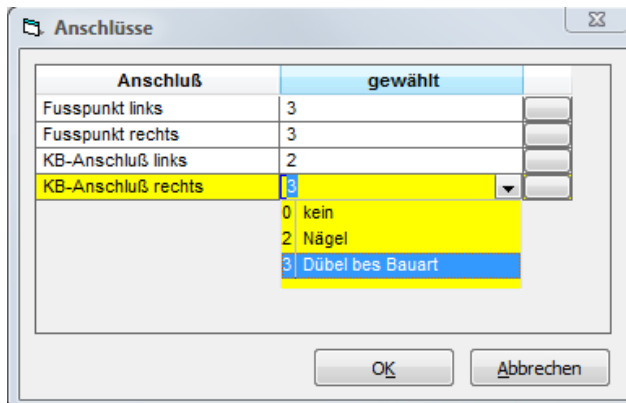 Anschlüsse
Anschluß gewählt
Fusspunkt links 3
Fusspunkt rechts 3
KB-Anschluß links 2
KB-Anschluß rechts 3
0 kein
2 Nägel
3 Dübel bes Bauart
OK Abbrechen